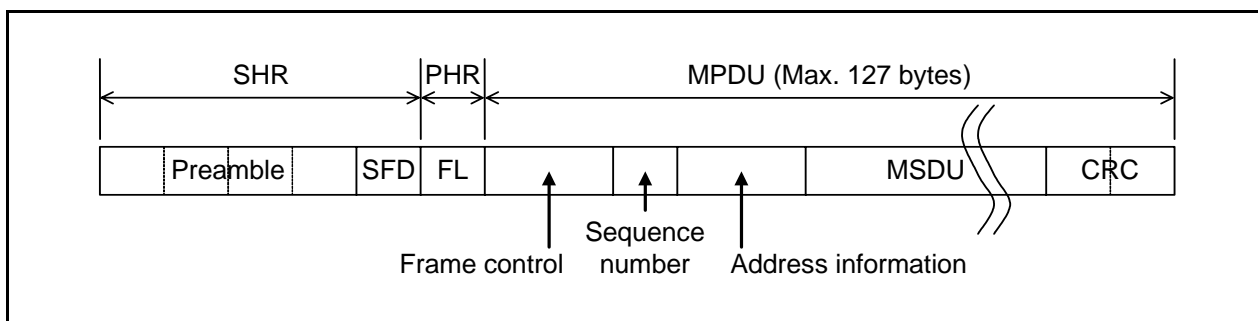 SHR
PHR
MPDU (Max. 127 bytes)
Preamble
SFD
FL
MSDU
CRC
Frame control
Sequence
number
Address information